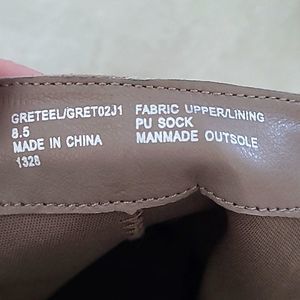 GRETEEL/GRET02J1
8.5
MADE IN CHINA
1328
FABRIC UPPER/LINING
PU SOCK
MANMADE OUTSOLE